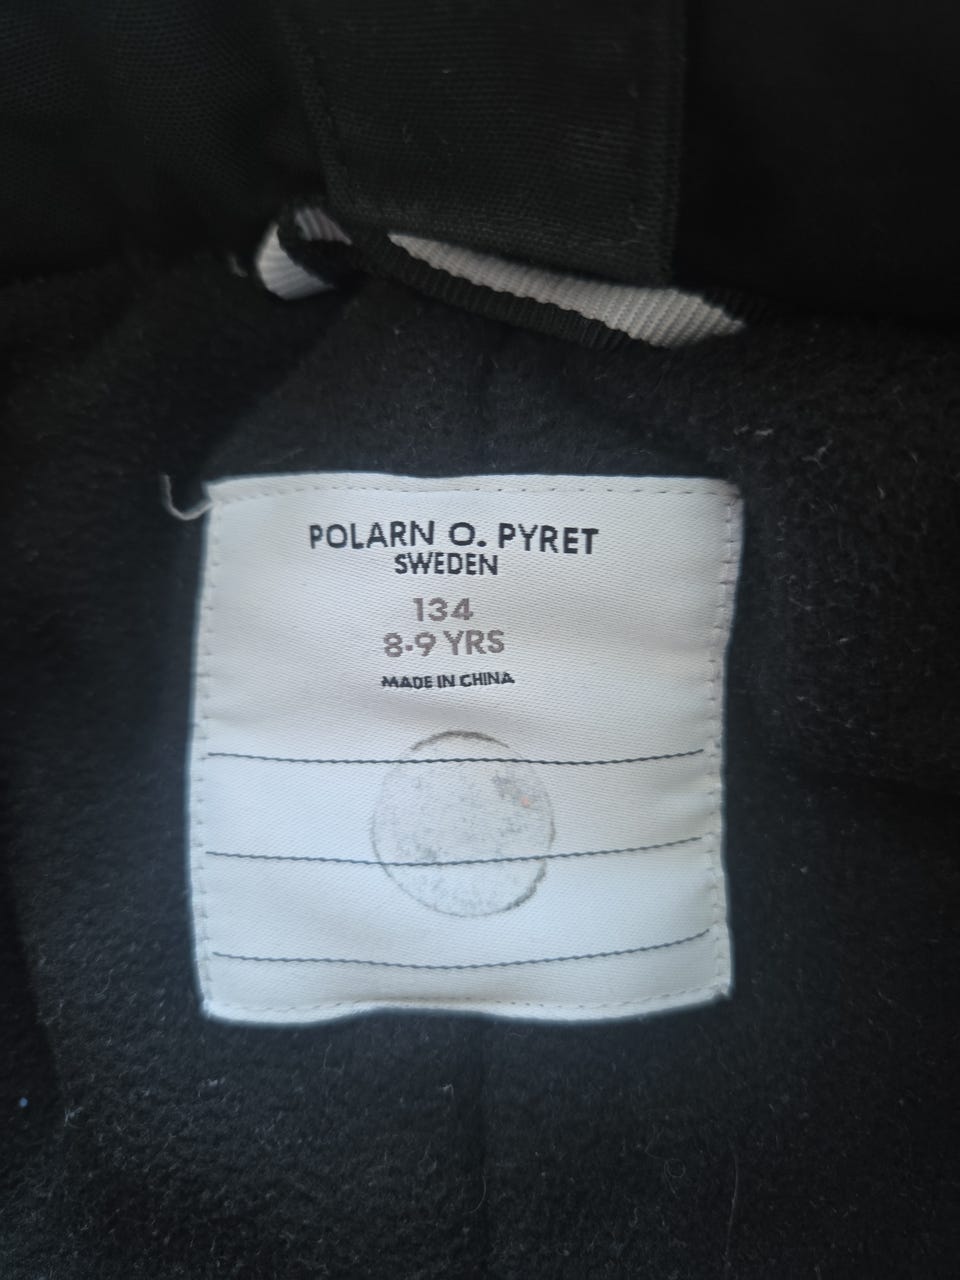 POLARN O. PYRET
SWEDEN
134
8-9 YRS
MADE IN CHINA